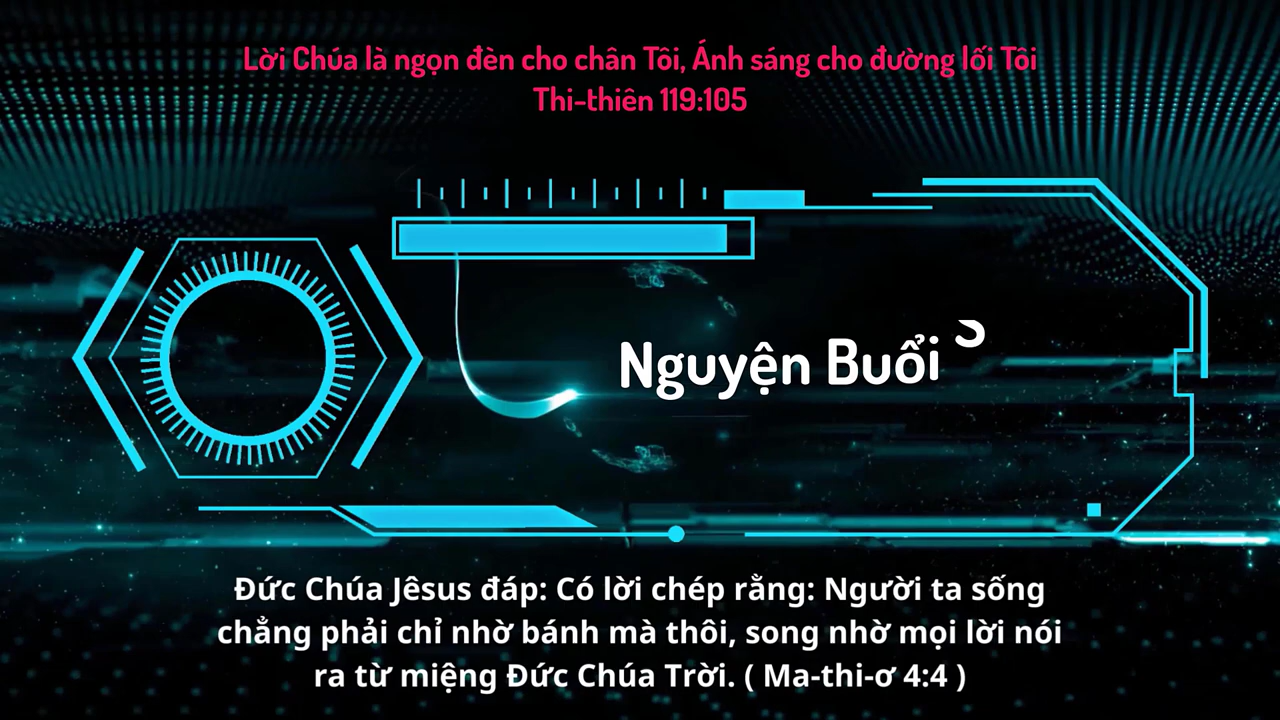 Lời Chúa là ngọn đèn cho chân Tôi, Ánh sáng cho đường lối Tôi
Thi-thiên 119:105
Nguyện Buổi
Đức Chúa Jêsus đáp: Có lời chép rằng: Người ta sống
chẳng phải chỉ nhờ bánh mà thôi, song nhờ mọi lời nói
ra từ miệng Đức Chúa Trời. ( Ma-thi-ơ 4:4 )